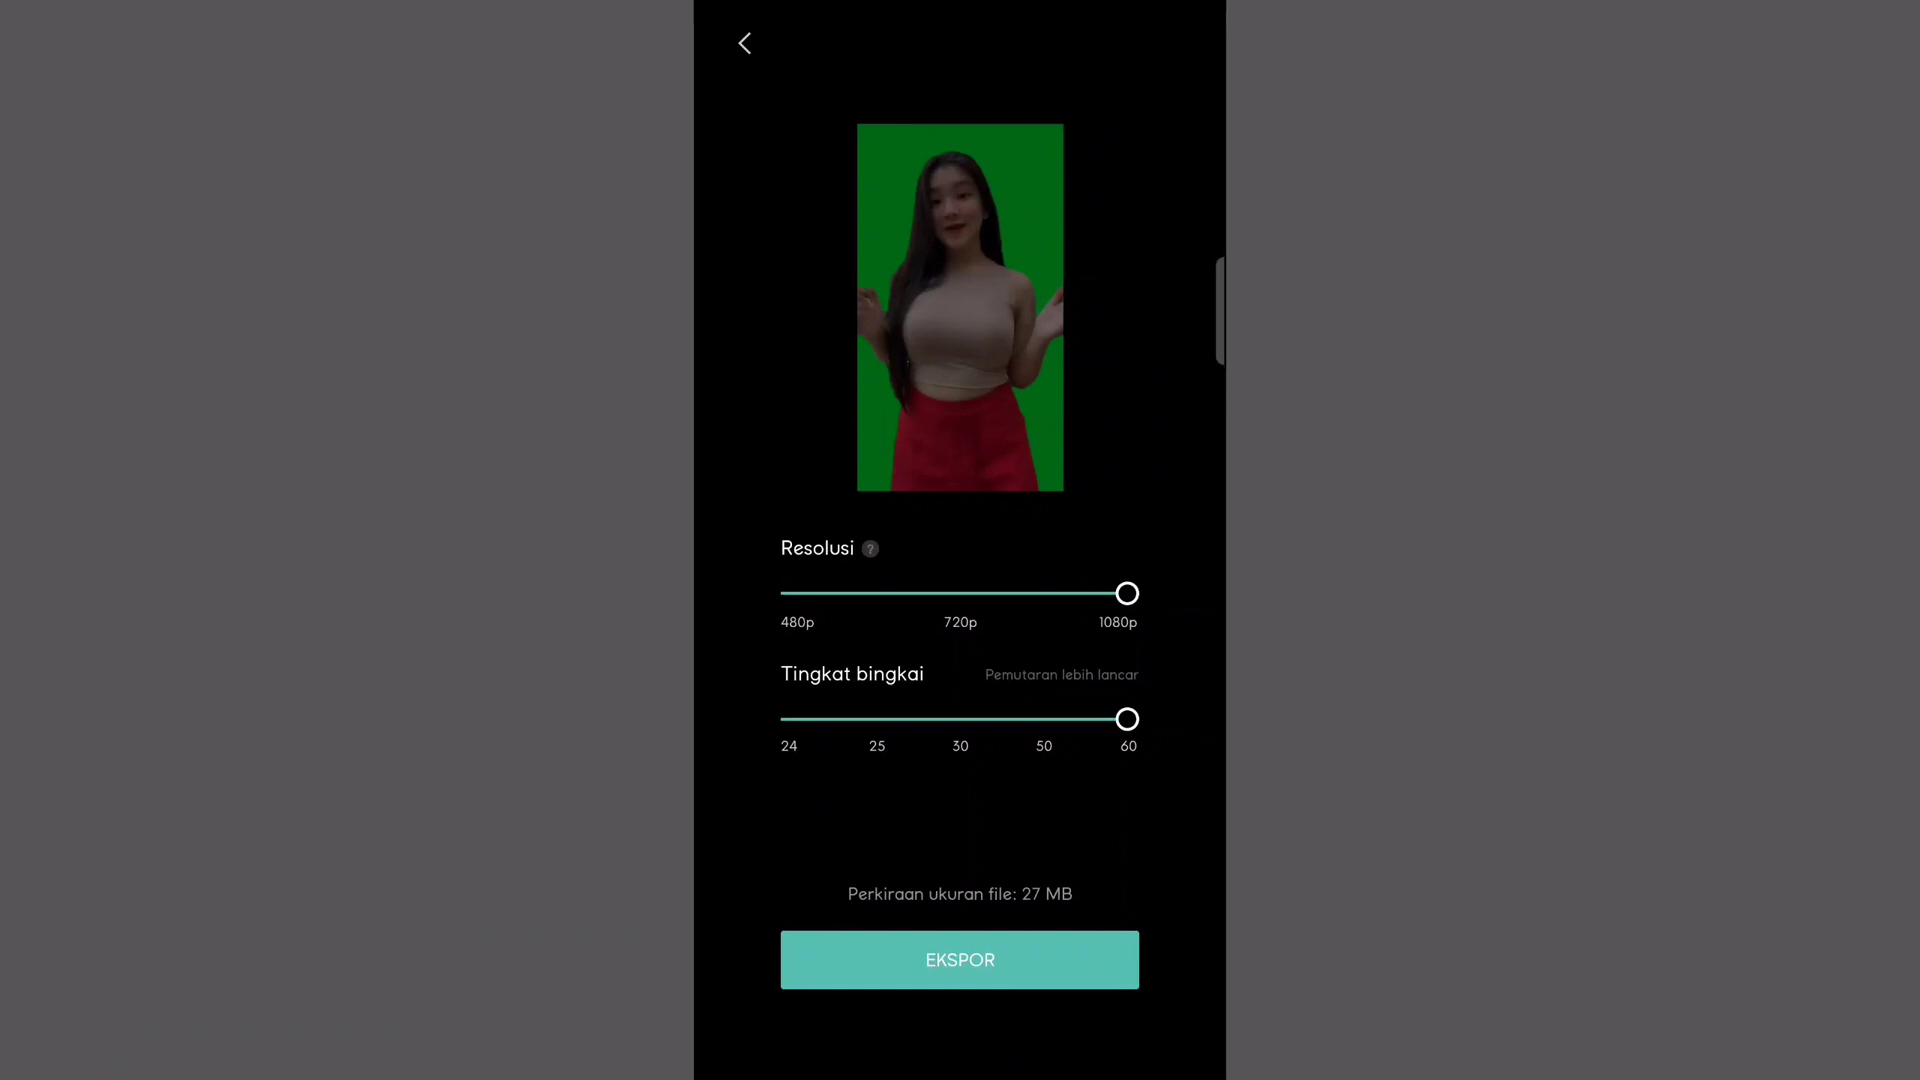 Resolusi ?
480p 720p 1080p
Tingkat bingkai Pemutaran lebih lancar
24 25 30 50 60
Perkiraan ukuran file: 27 MB
EKSPOR